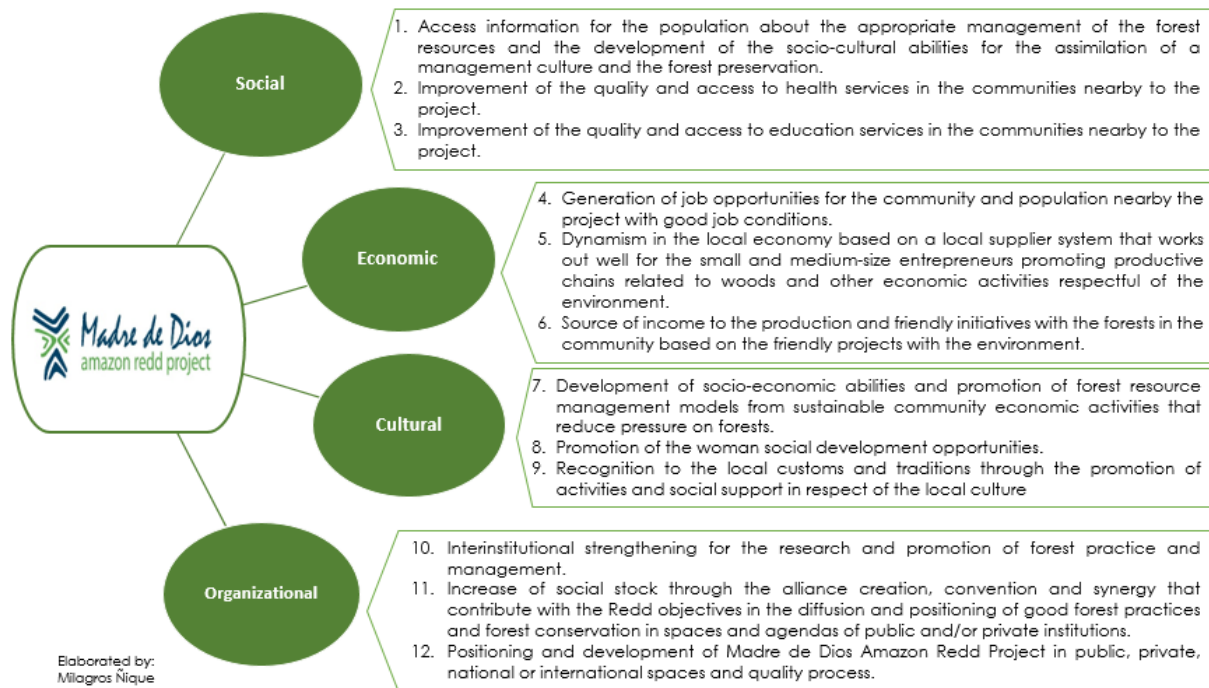 Social
1. Access information for the population about the appropriate management of the forest
resources and the development of the socio-cultural abilities for the assimilation of a
management culture and the forest preservation.
2. Improvement of the quality and access to health services in the communities nearby to the
project.
3. Improvement of the quality and access to education services in the communities nearby to the
project.
Economic
4. Generation of job opportunities for the community and population nearby the
project with good job conditions.
5. Dynamism in the local economy based on a local supplier system that works
out well for the small and medium-size entrepreneurs promoting productive
chains related to woods and other economic activities respectful of the
environment.
6. Source of income to the production and friendly initiatives with the forests in the
community based on the friendly projects with the environment.
Madre de Dios
amazon redd project
Cultural
7. Development of socio-economic abilities and promotion of forest resource
management models from sustainable community economic activities that
reduce pressure on forests.
8. Promotion of the woman social development opportunities.
9. Recognition to the local customs and traditions through the promotion of
activities and social support in respect of the local culture
Organizational
10. Interinstitutional strengthening for the research and promotion of forest practice and
management.
11. Increase of social stock through the alliance creation, convention and synergy that
contribute with the Redd objectives in the diffusion and positioning of good forest practices
and forest conservation in spaces and agendas of public and/or private institutions.
12. Positioning and development of Madre de Dios Amazon Redd Project in public, private,
national or international spaces and quality process.
Elaborated by:
Milagros Ñique